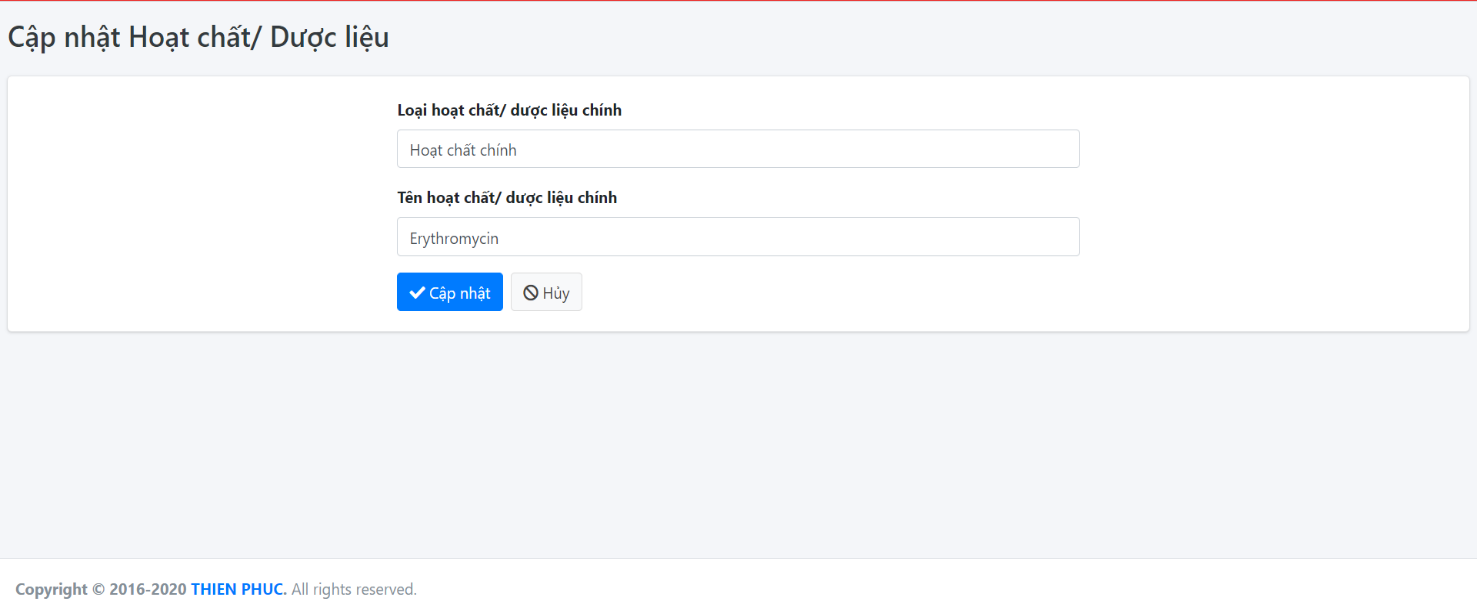 Cập nhật Hoạt chất/ Dược liệu
Loại hoạt chất/ dược liệu chính
Hoạt chất chính
Tên hoạt chất/ dược liệu chính
Erythromycin
Cập nhật Hủy
Copyright © 2016-2020 THIEN PHUC. All rights reserved.